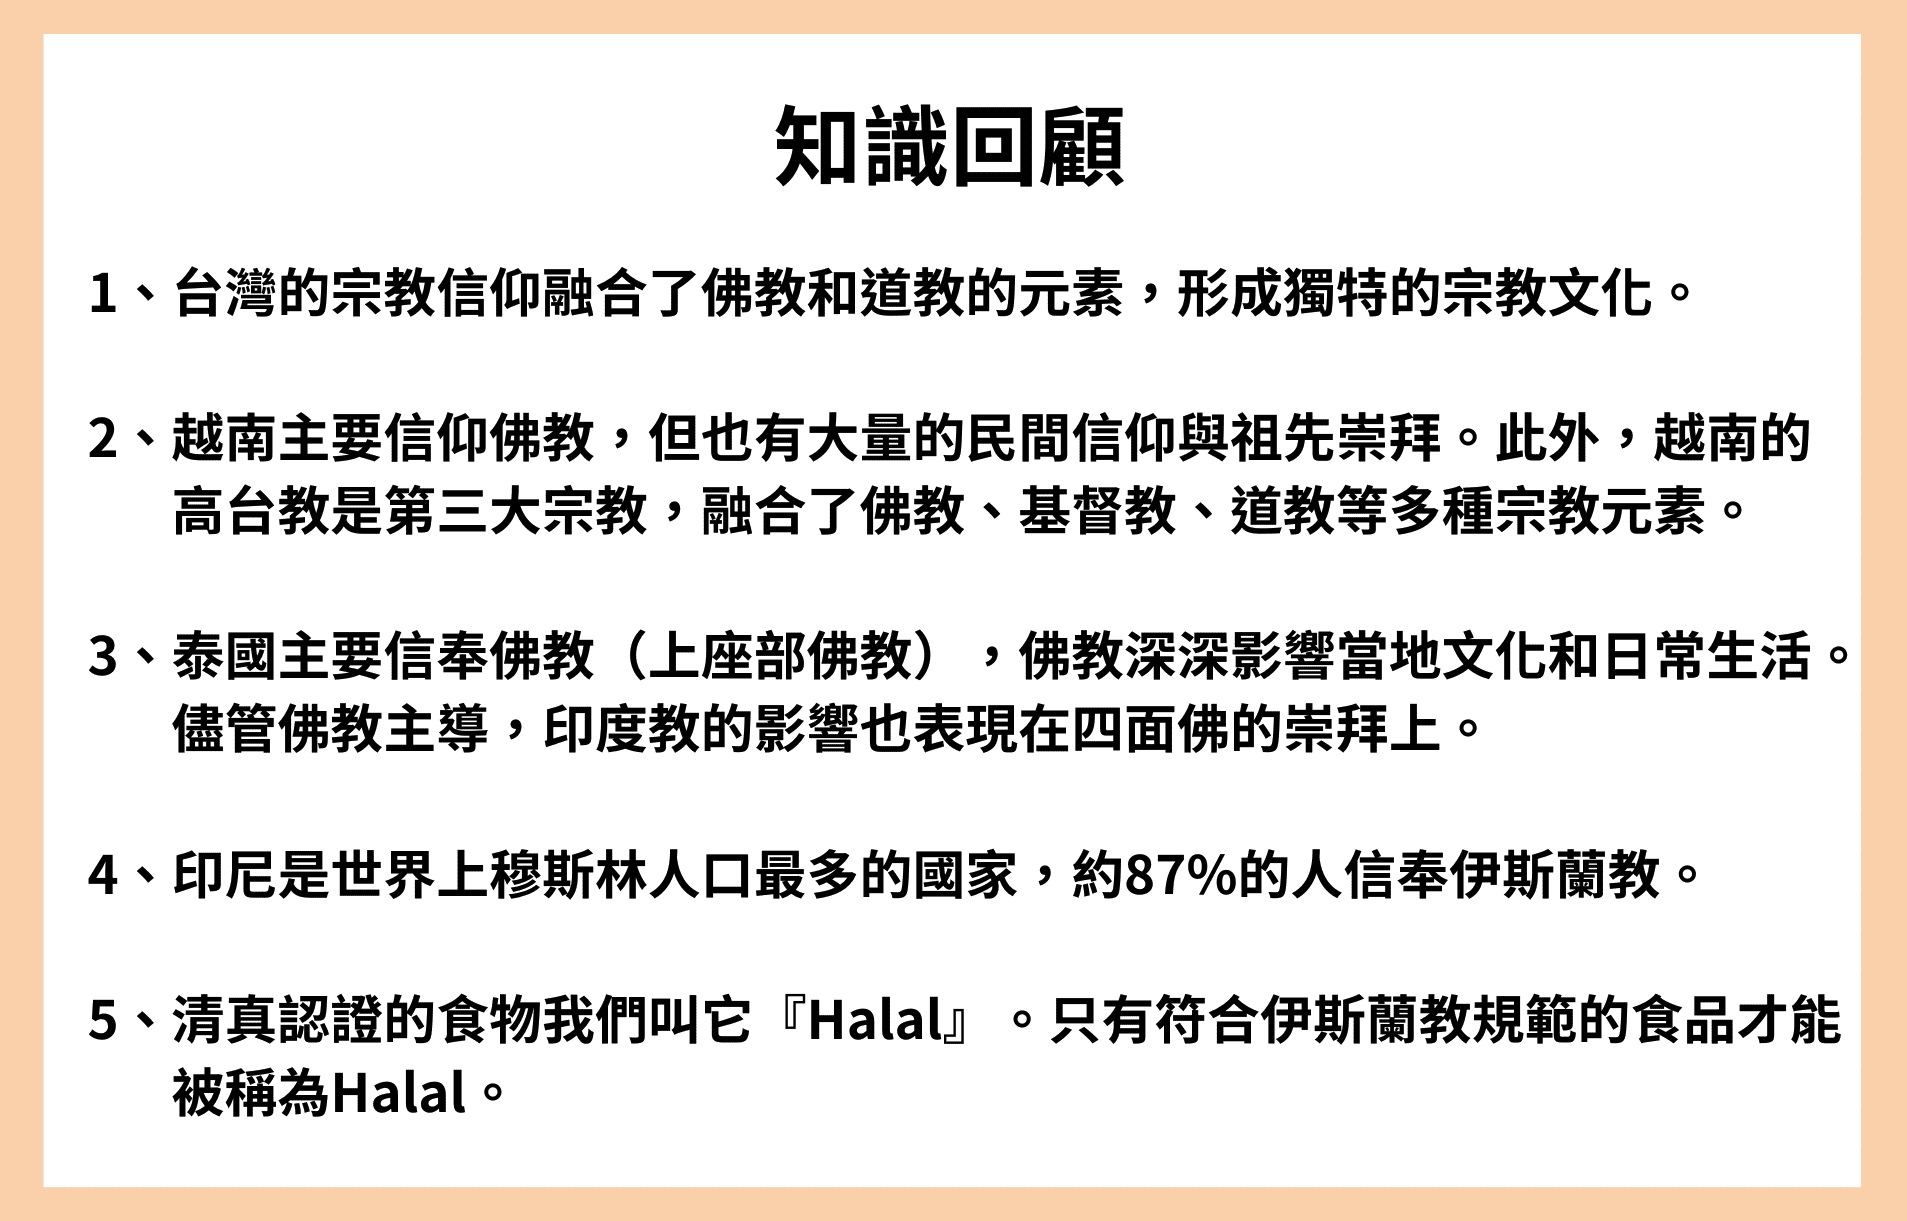 知識回顧
1、台灣的宗教信仰融合了佛教和道教的元素，形成獨特的宗教文化。
2、越南主要信仰佛教，但也有大量的民間信仰與祖先崇拜。此外，越南的
高台教是第三大宗教，融合了佛教、基督教、道教等多種宗教元素。
3、泰國主要信奉佛教（上座部佛教），佛教深深影響當地文化和日常生活。
儘管佛教主導，印度教的影響也表現在四面佛的崇拜上。
4、印尼是世界上穆斯林人口最多的國家，約87%的人信奉伊斯蘭教。
5、清真認證的食物我們叫它『Halal』。只有符合伊斯蘭教規範的食品才能
被稱為Halal。